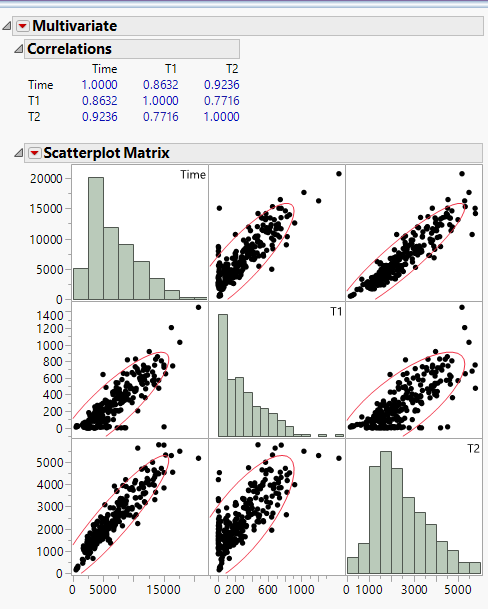 Multivariate
Correlations
Time T1 T2
Time 1.0000 0.8632 0.9236
T1 0.8632 1.0000 0.7716
T2 0.9236 0.7716 1.0000
Scatterplot Matrix
20000
15000
10000
5000
0
Time
1400
1200
1000
800
600
400
200
0
T1
5000
4000
3000
2000
1000
0
T2
0 5000 15000
0 200 600 1000
0 1000 3000 5000